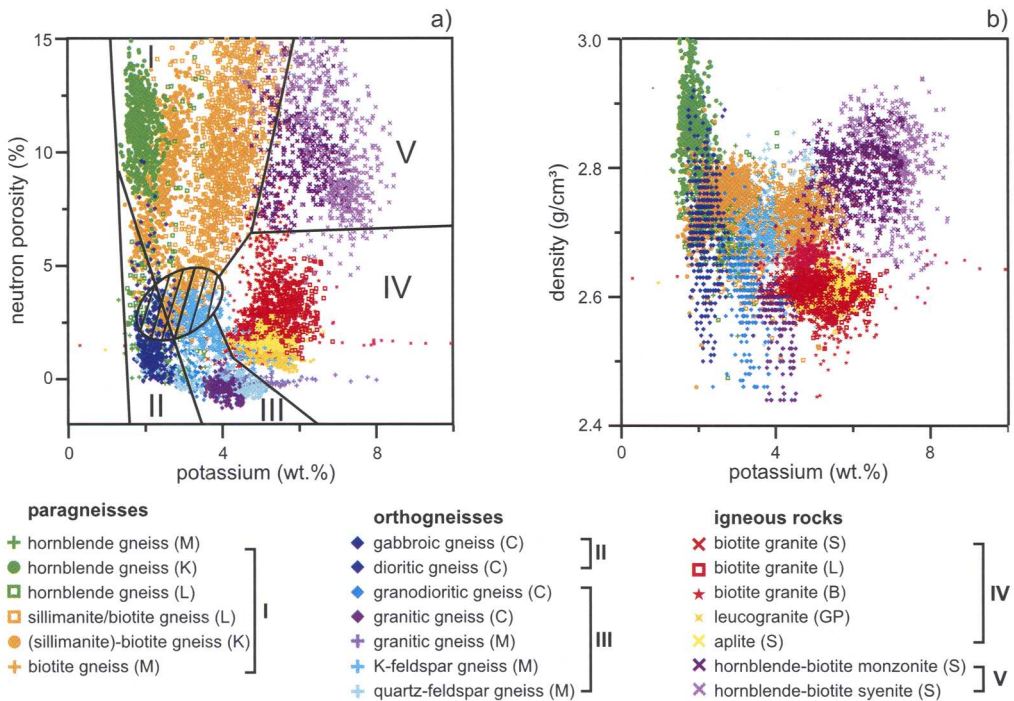 a)
15
10
5
0
neutron porosity (%)
0
4
8
potassium (wt.%)
I
II
III
IV
V
b)
3.0
2.8
2.6
2.4
density (g/cm³)
0
4
8
potassium (wt.%)
paragneisses
hornblende gneiss (M)
hornblende gneiss (K)
hornblende gneiss (L)
sillimanite/biotite gneiss (L)
(sillimanite)-biotite gneiss (K)
biotite gneiss (M)
I
orthogneisses
gabbroic gneiss (C)
dioritic gneiss (C)
granodioritic gneiss (C)
granitic gneiss (C)
granitic gneiss (M)
K-feldspar gneiss (M)
quartz-feldspar gneiss (M)
II
III
igneous rocks
biotite granite (S)
biotite granite (L)
biotite granite (B)
leucogranite (GP)
aplite (S)
hornblende-biotite monzonite (S)
hornblende-biotite syenite (S)
IV
V